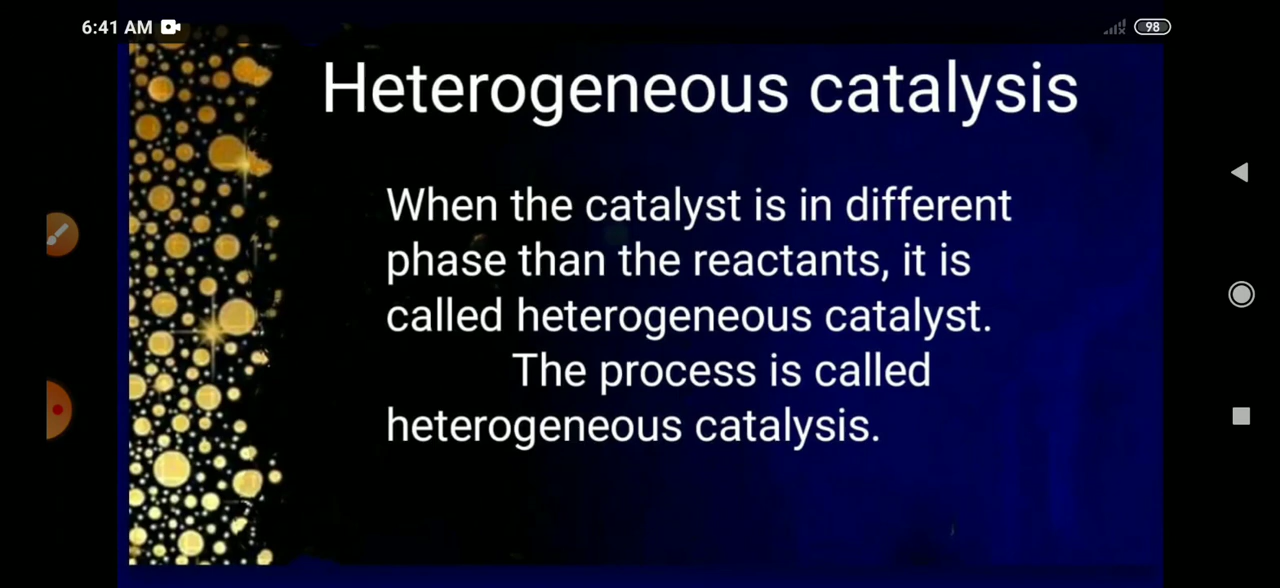 6:41 AM
98
Heterogeneous catalysis
When the catalyst is in different
phase than the reactants, it is
called heterogeneous catalyst.
The process is called
heterogeneous catalysis.